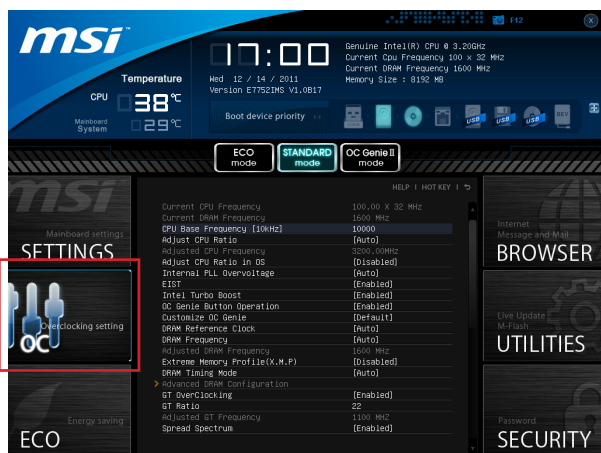 msi
F12
X
Temperature
CPU 38°C
Mainboard
System 29°C
17:00
Wed 12 / 14 / 2011
Version E7752IMS V1.0B17
Genuine Intel(R) CPU @ 3.20GHz
Current Cpu Frequency 100 x 32 MHz
Current DRAM Frequency 1600 MHz
Memory Size : 8192 MB
Boot device priority
USB
USB
USB
ECO
mode
STANDARD
mode
OC Genie II
mode
HELP | HOT KEY |
msi
Mainboard settings
SETTINGS
Overclocking setting
OC
Energy saving
ECO
Current CPU Frequency 100.00 X 32 MHz
Current DRAM Frequency 1600 MHz
CPU Base Frequency [10kHz] 10000
Adjust CPU Ratio [Auto]
Adjusted CPU Frequency 3200.00MHz
Adjust CPU Ratio in OS [Disabled]
Internal PLL Overvoltage [Auto]
EIST [Enabled]
Intel Turbo Boost [Enabled]
OC Genie Button Operation [Enabled]
Customize OC Genie [Default]
DRAM Reference Clock [Auto]
DRAM Frequency [Auto]
Adjusted DRAM Frequency 1600 MHz
Extreme Memory Profile(X.M.P) [Disabled]
DRAM Timing Mode [Auto]
> Advanced DRAM Configuration
GT OverClocking [Enabled]
GT Ratio 22
Adjusted GT Frequency 1100 MHZ
Spread Spectrum [Enabled]
Internet
Message and Mail
BROWSER
Live Update
M-Flash
UTILITIES
Password
SECURITY